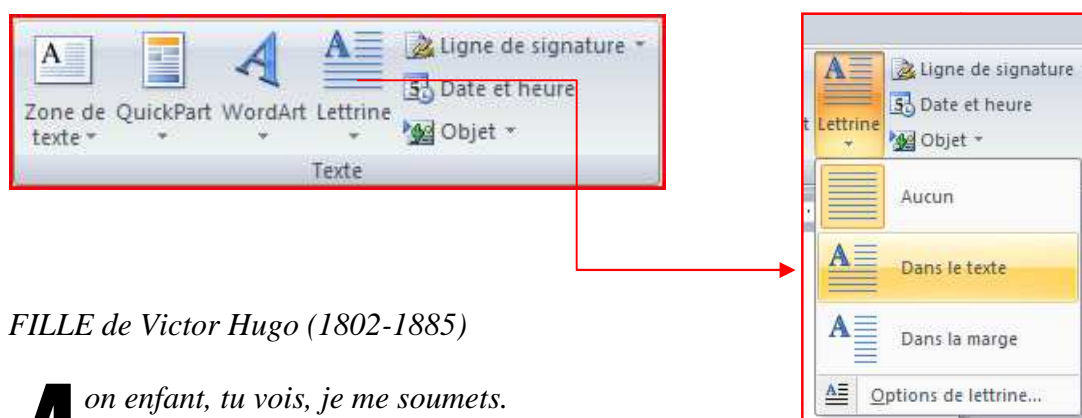 Zone de texte
QuickPart
WordArt
Lettrine
Ligne de signature
Date et heure
Objet
Texte
Lettrine
Ligne de signature
Date et heure
Objet
Aucun
Dans le texte
Dans la marge
Options de lettrine...
FILLE de Victor Hugo (1802-1885)
on enfant, tu vois, je me soumets.